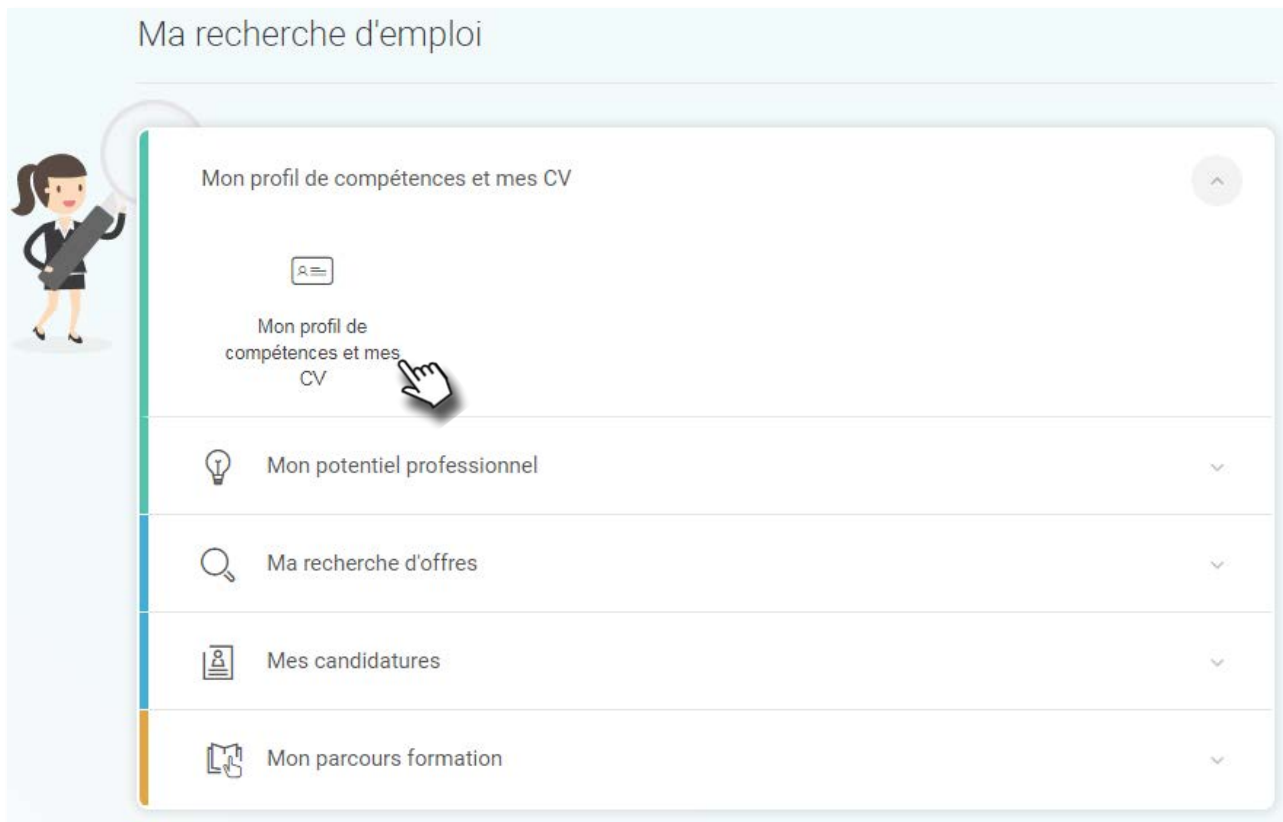 Ma recherche d'emploi
Mon profil de compétences et mes CV
Mon profil de
compétences et mes
CV
Mon potentiel professionnel
Ma recherche d'offres
Mes candidatures
Mon parcours formation